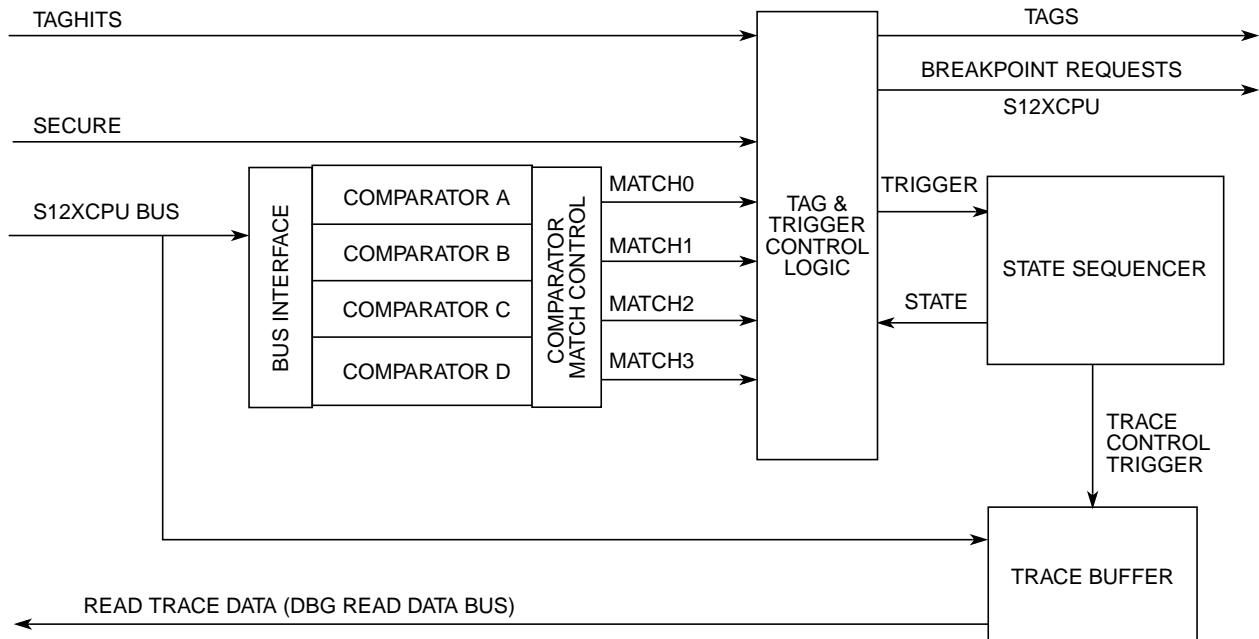 TAGHITS
TAGS
BREAKPOINT REQUESTS
S12XCPU
SECURE
S12XCPU BUS
BUS INTERFACE
COMPARATOR A
COMPARATOR B
COMPARATOR C
COMPARATOR D
COMPARATOR
MATCH CONTROL
MATCH0
MATCH1
MATCH2
MATCH3
TAG &
TRIGGER
CONTROL
LOGIC
TRIGGER
STATE
STATE SEQUENCER
TRACE
CONTROL
TRIGGER
TRACE BUFFER
READ TRACE DATA (DBG READ DATA BUS)